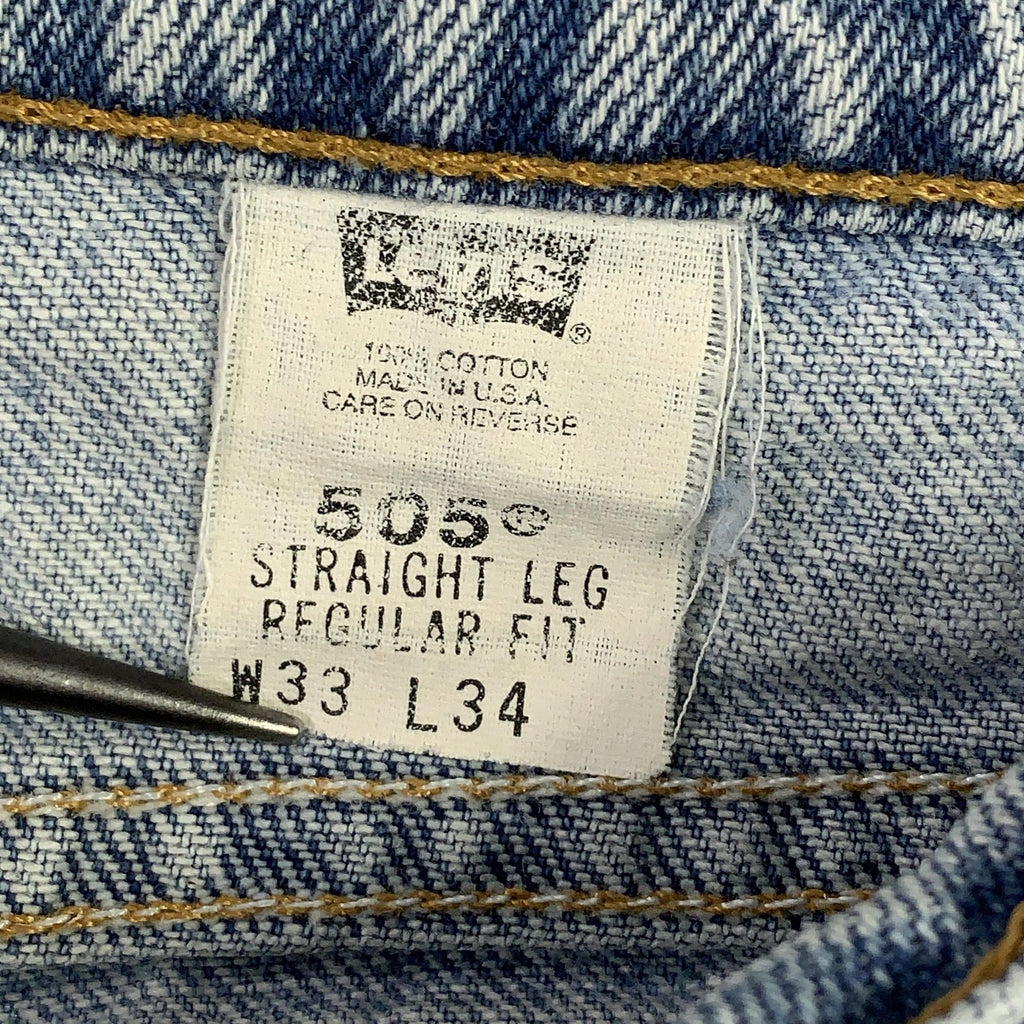 Levi's ®
100% COTTON
MADE IN U.S.A.
CARE ON REVERSE
505®
STRAIGHT LEG
REGULAR FIT
W33 L34